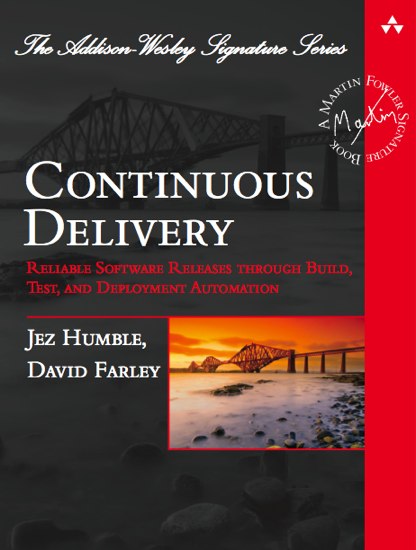 The Addison-Wesley Signature Series
A MARTIN FOWLER SIGNATURE BOOK
Martin
CONTINUOUS
DELIVERY
RELIABLE SOFTWARE RELEASES THROUGH BUILD,
TEST, AND DEPLOYMENT AUTOMATION
JEZ HUMBLE,
DAVID FARLEY